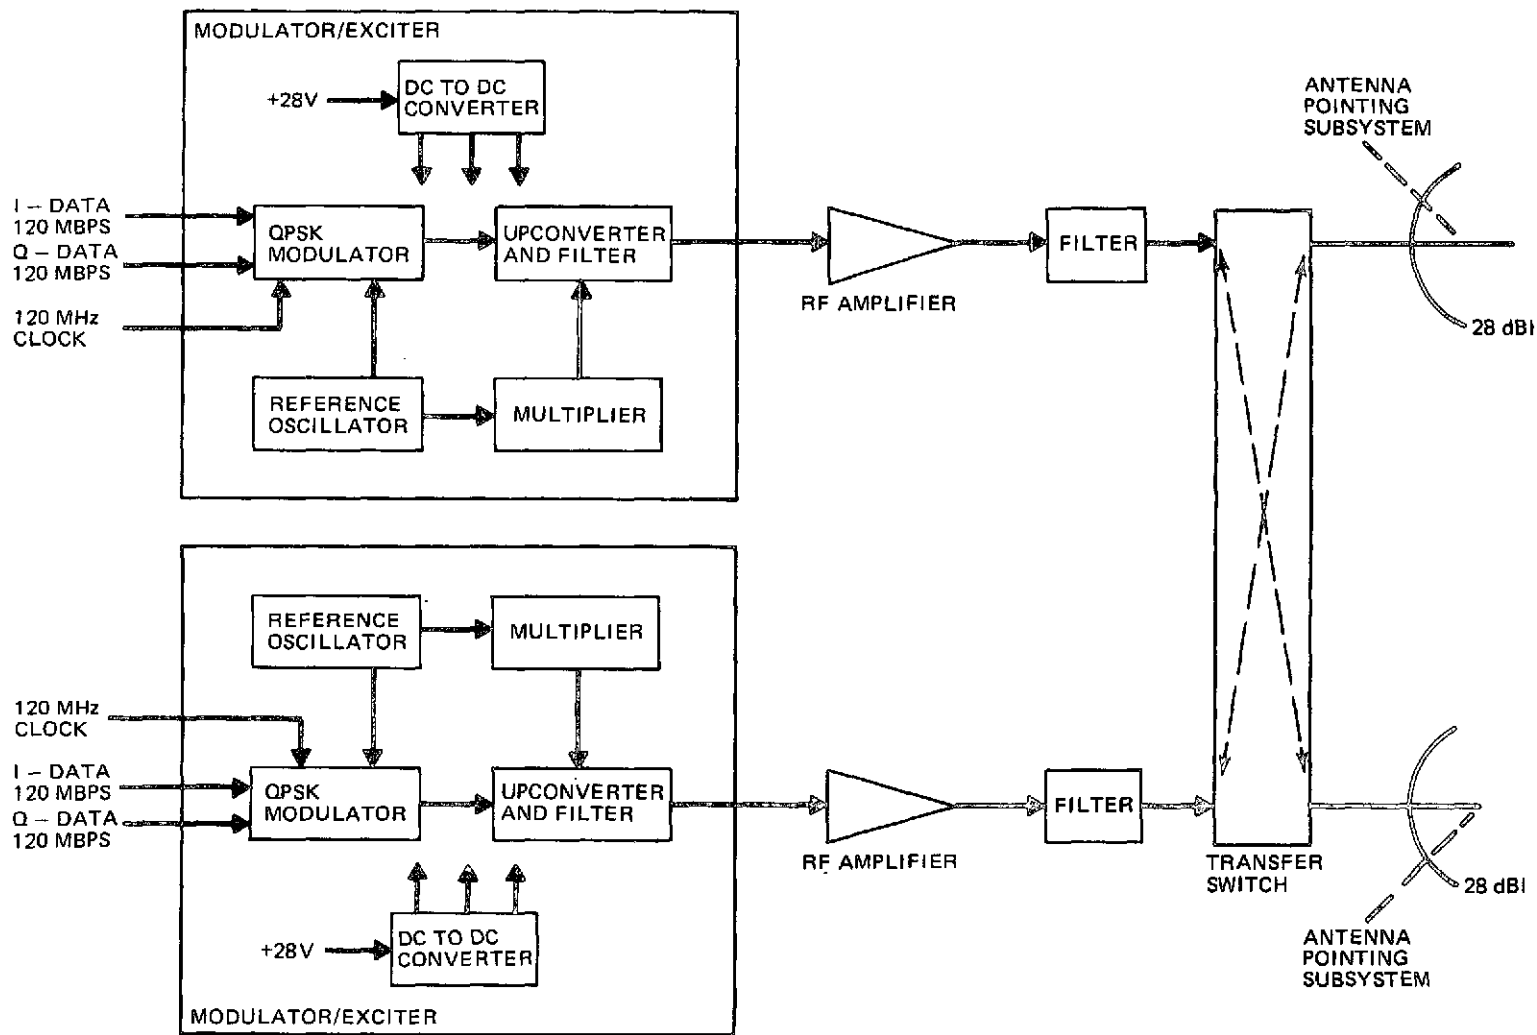 MODULATOR/EXCITER
DC TO DC
CONVERTER
+28V
ANTENNA
POINTING
SUBSYSTEM
I – DATA
120 MBPS
Q – DATA
120 MBPS
QPSK
MODULATOR
UPCONVERTER
AND FILTER
FILTER
RF AMPLIFIER
120 MHz
CLOCK
28 dBI
REFERENCE
OSCILLATOR
MULTIPLIER
REFERENCE
OSCILLATOR
MULTIPLIER
120 MHz
CLOCK
I – DATA
120 MBPS
Q – DATA
120 MBPS
QPSK
MODULATOR
UPCONVERTER
AND FILTER
FILTER
RF AMPLIFIER
TRANSFER
SWITCH
28 dBI
+28V
DC TO DC
CONVERTER
ANTENNA
POINTING
SUBSYSTEM
MODULATOR/EXCITER